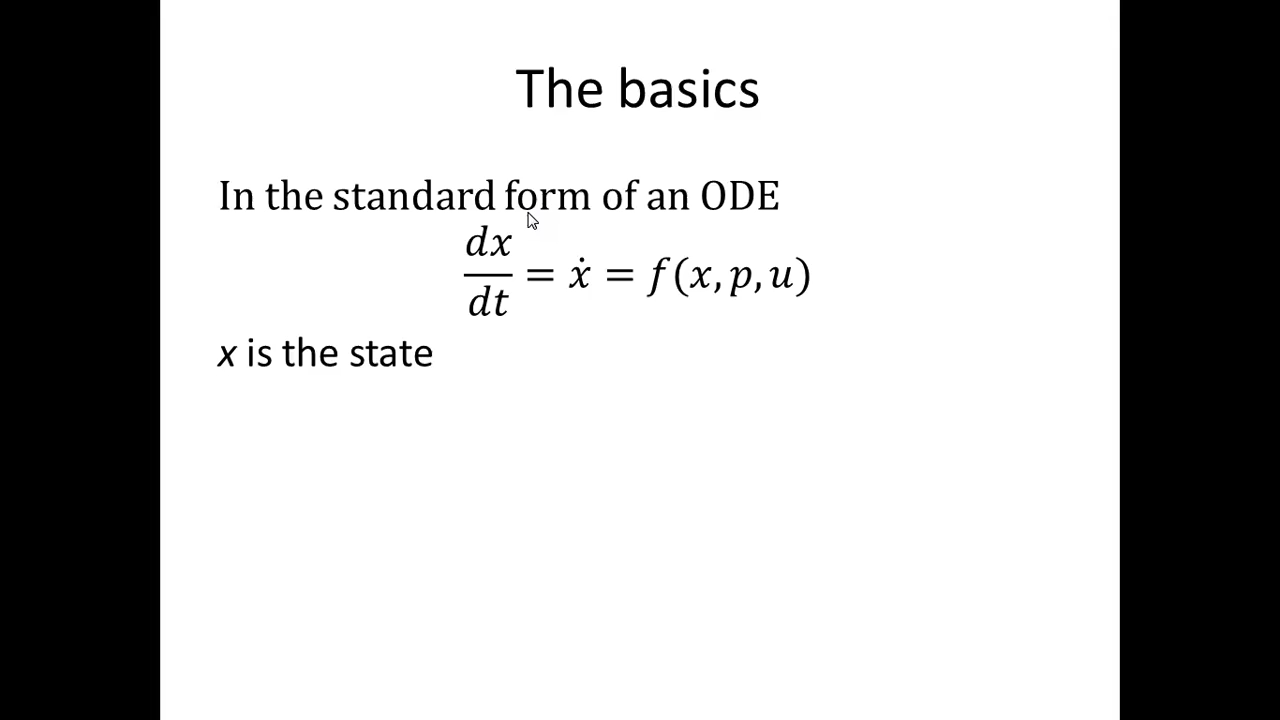 The basics
In the standard form of an ODE
dx/dt = ẋ = f(x, p, u)
x is the state